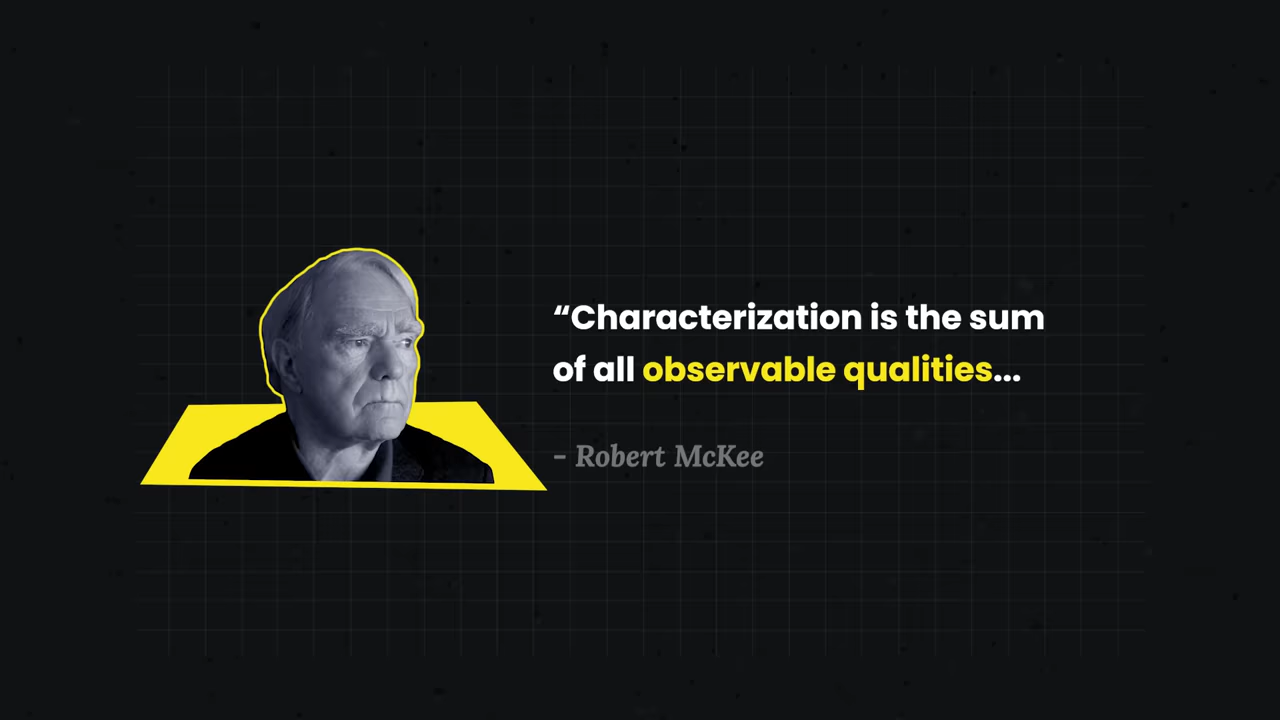 “Characterization is the sum
of all observable qualities...
- Robert McKee